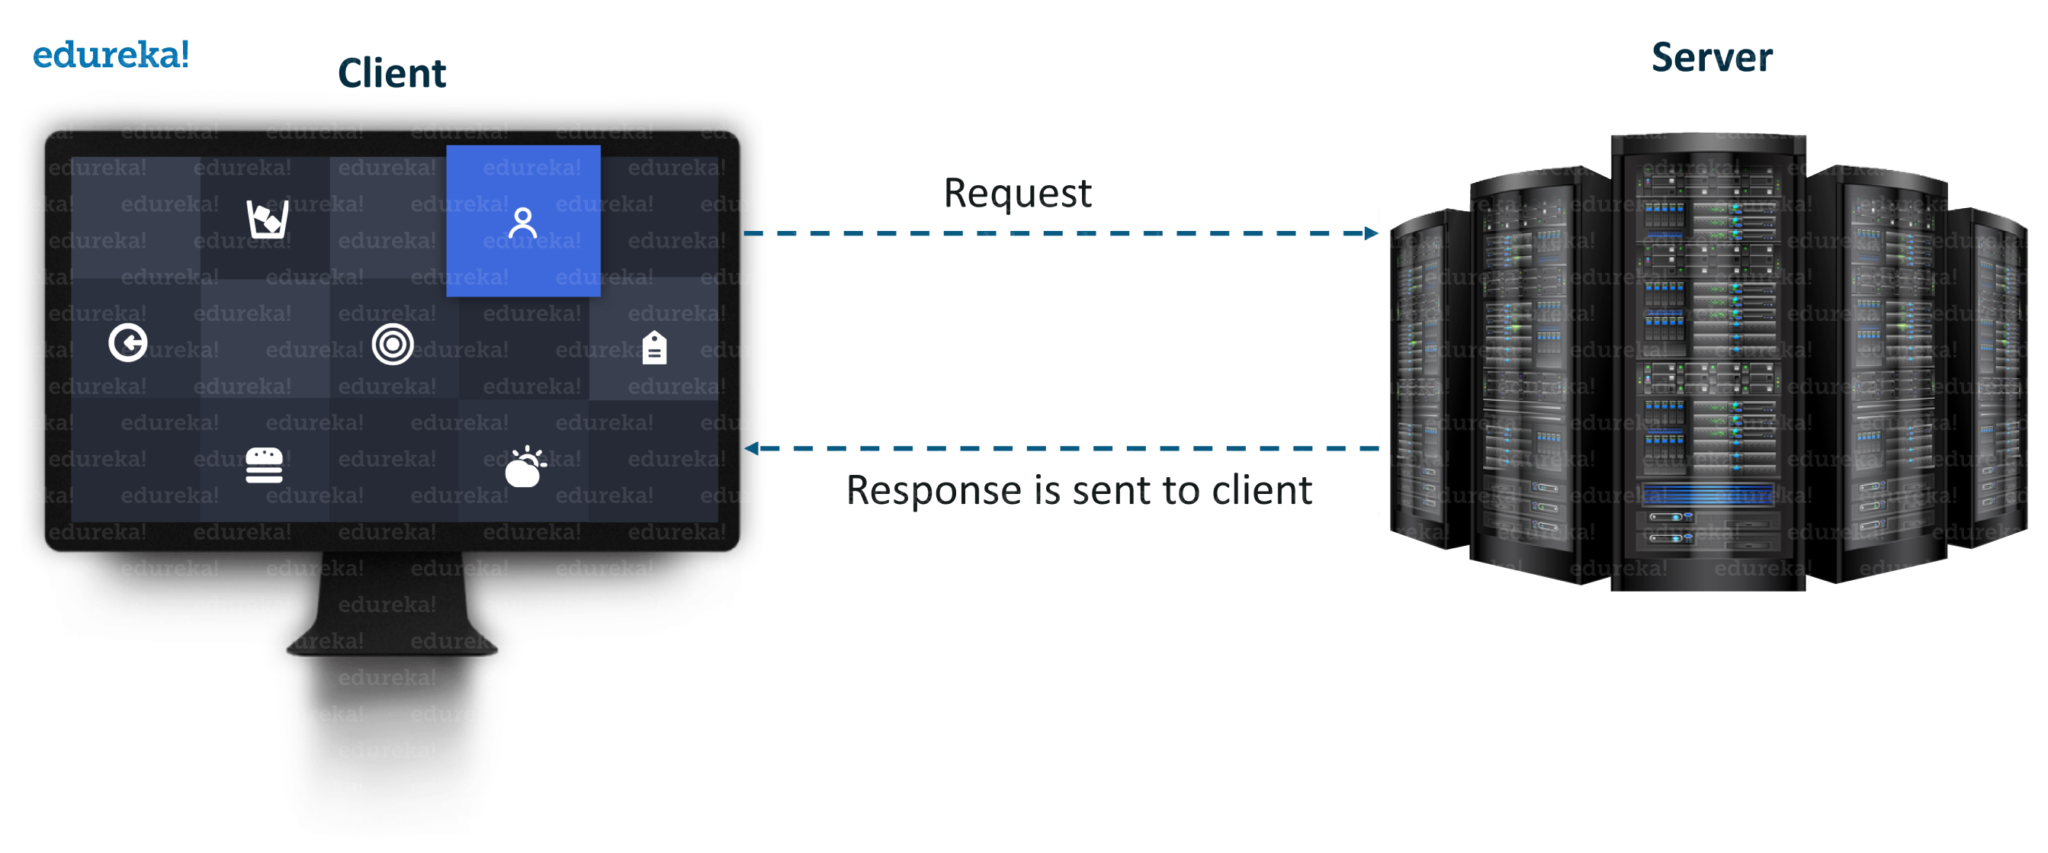 edureka!
Client
Server
Request
Response is sent to client